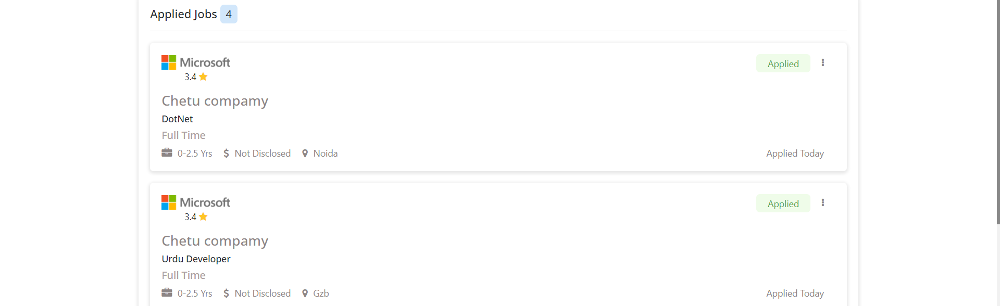 Applied Jobs 4
Microsoft
Applied
3.4
Chetu compamy
DotNet
Full Time
0-2.5 Yrs $ Not Disclosed Noida
Applied Today
Microsoft
Applied
3.4
Chetu compamy
Urdu Developer
Full Time
0-2.5 Yrs $ Not Disclosed Gzb
Applied Today